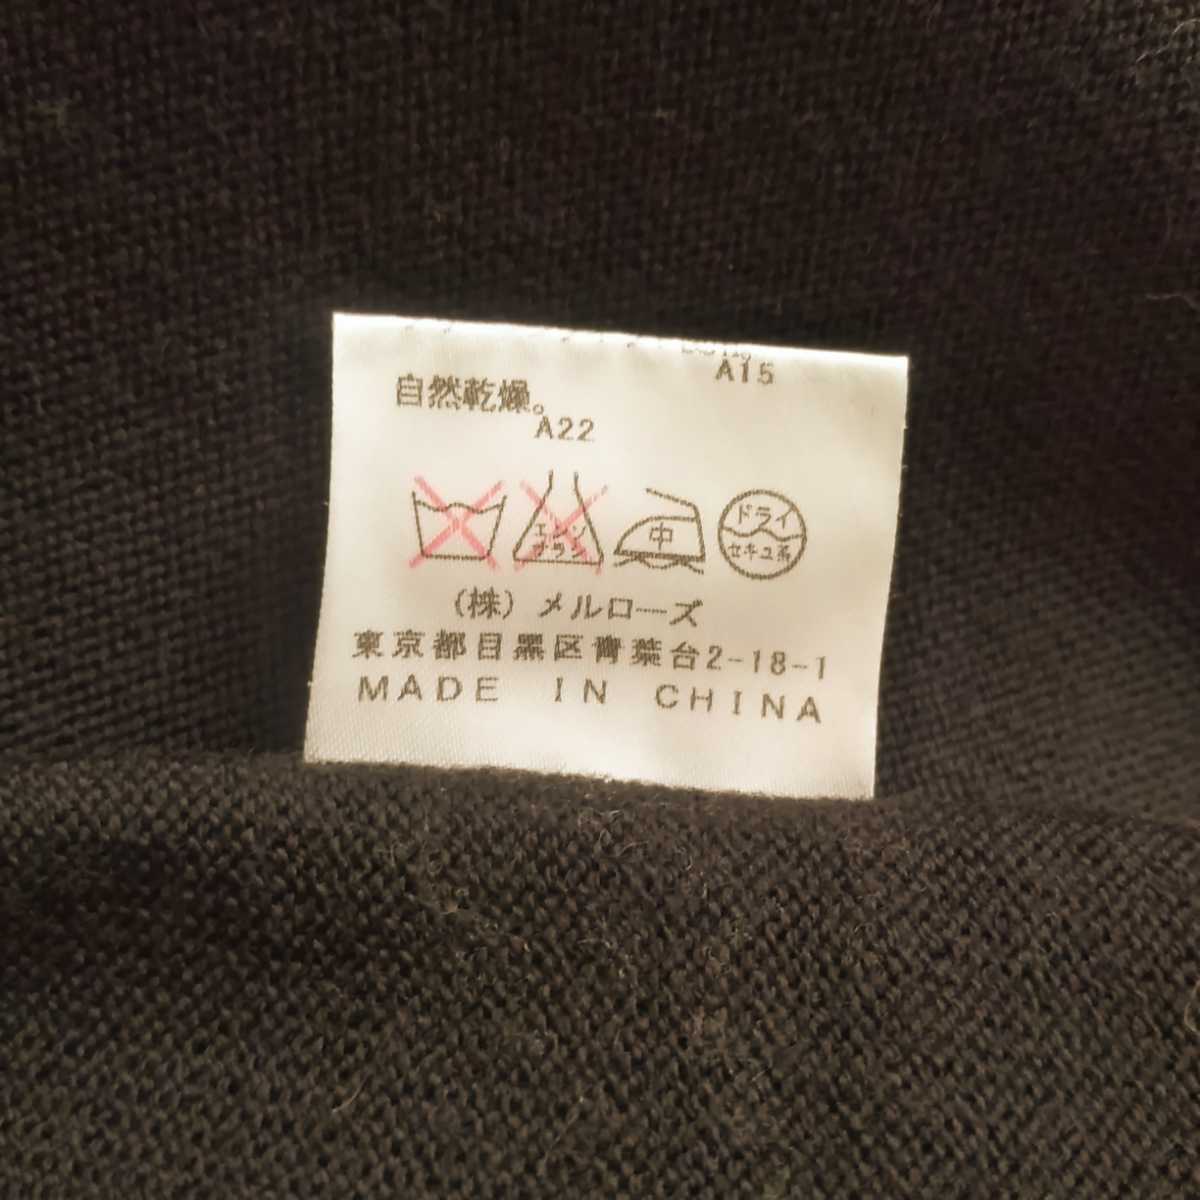 A15
自然乾燥。
A22
エンソ
サラシ
中
ドライ
セキユ系
(株) メルローズ
東京都目黒区青葉台2-18-1
MADE IN CHINA